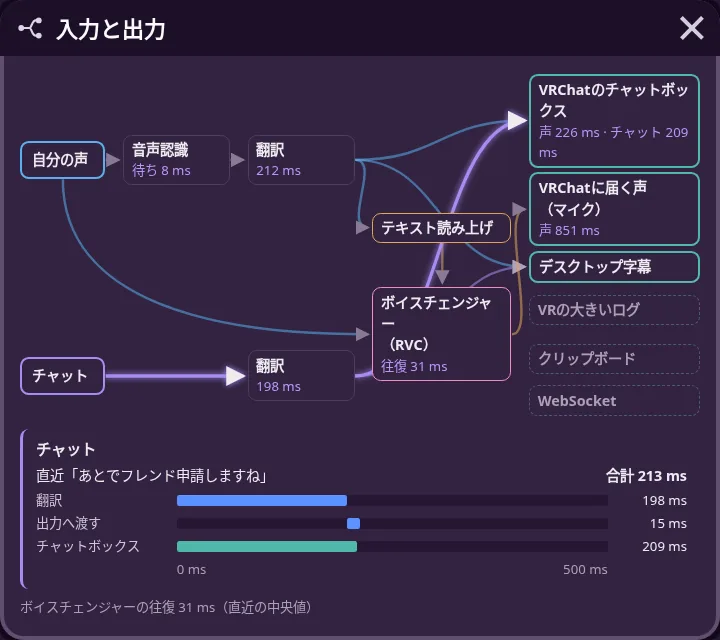 入力と出力
自分の声
音声認識
待ち 8 ms
翻訳
212 ms
VRChatのチャットボッ
クス
声 226 ms · チャット 209
ms
VRChatに届く声
（マイク）
声 851 ms
テキスト読み上げ
デスクトップ字幕
ボイスチェンジャ
ー
（RVC）
往復 31 ms
VRの大きいログ
チャット
翻訳
198 ms
クリップボード
WebSocket
チャット
直近「あとでフレンド申請しますね」
合計 213 ms
翻訳
198 ms
出力へ渡す
15 ms
チャットボックス
209 ms
0 ms
500 ms
ボイスチェンジャーの往復 31 ms（直近の中央値）